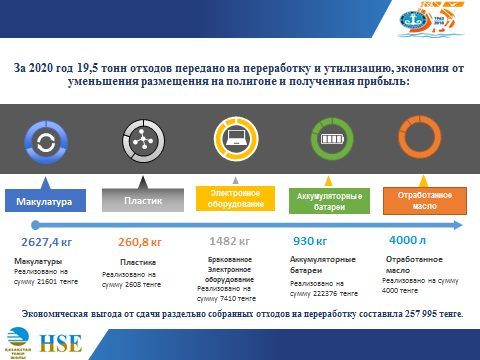 За 2020 год 19,5 тонн отходов передано на переработку и утилизацию, экономия от
уменьшения размещения на полигоне и полученная прибыль:
Макулатура
Пластик
Электронное
оборудование
Аккумуляторные
батареи
Отработанное
масло
2627,4 кг
Макулатуры
Реализовано на
сумму 21601 тенге
260,8 кг
Пластика
Реализовано на
сумму 2608 тенге
1482 кг
Бракованное
Электронное
оборудование
Реализовано на
сумму 7410 тенге
930 кг
Аккумуляторные
батареи
Реализовано на
сумму 222376 тенге
4000 л
Отработанное
масло
Реализовано на сумму
4000 тенге
Экономическая выгода от сдачи раздельно собранных отходов на переработку составила 257 995 тенге.
ҚАЗАҚСТАН
ТЕМІР
ЖОЛЫ
HSE